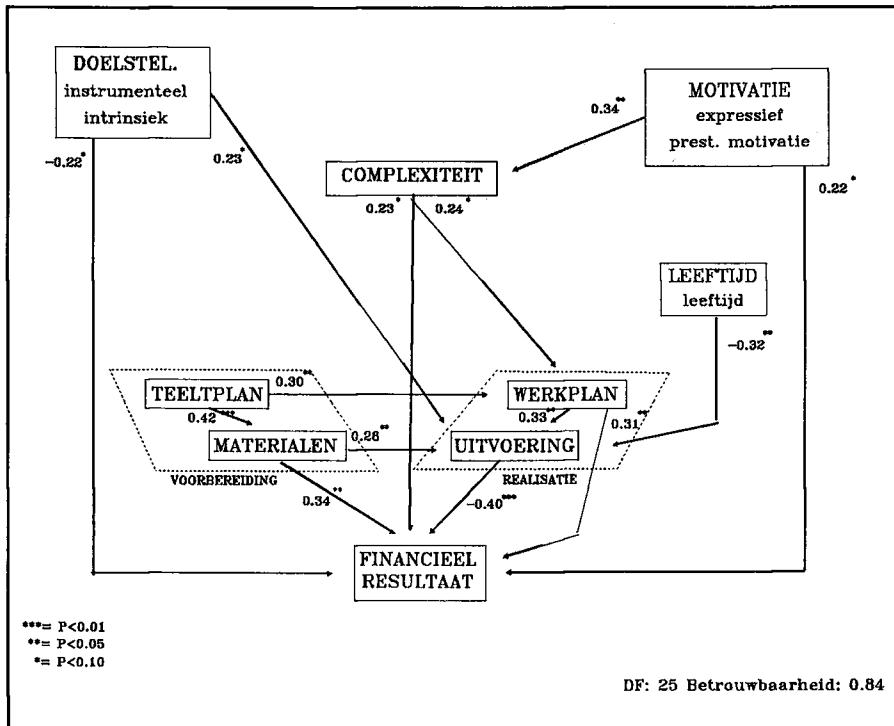 DOELSTEL.
instrumenteel
intrinsiek
MOTIVATIE
expressief
prest. motivatie
0.34**
-0.22*
0.23*
COMPLEXITEIT
0.23* 0.24*
0.22*
LEEFTIJD
leeftijd
-0.32**
TEELTPLAN
0.30**
WERKPLAN
0.42***
0.33**
0.31**
MATERIALEN
0.26**
UITVOERING
VOORBEREIDING
REALISATIE
0.34**
-0.40***
FINANCIEEL
RESULTAAT
***= P<0.01
**= P<0.05
*= P<0.10
DF: 25 Betrouwbaarheid: 0.84